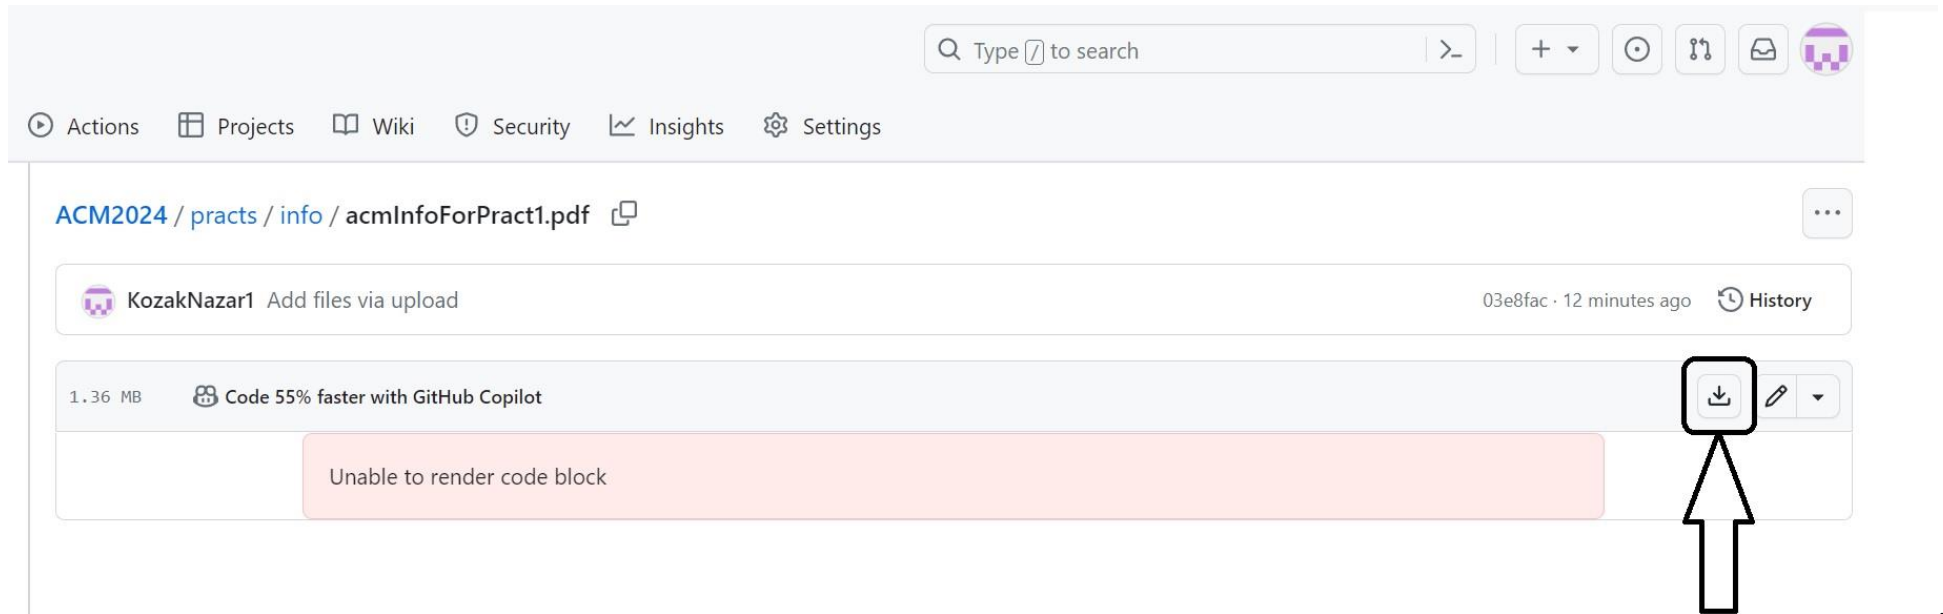 Type / to search
Actions Projects Wiki Security Insights Settings
ACM2024 / practs / info / acmInfoForPract1.pdf
KozakNazar1 Add files via upload 03e8fac · 12 minutes ago History
1.36 MB Code 55% faster with GitHub Copilot
Unable to render code block